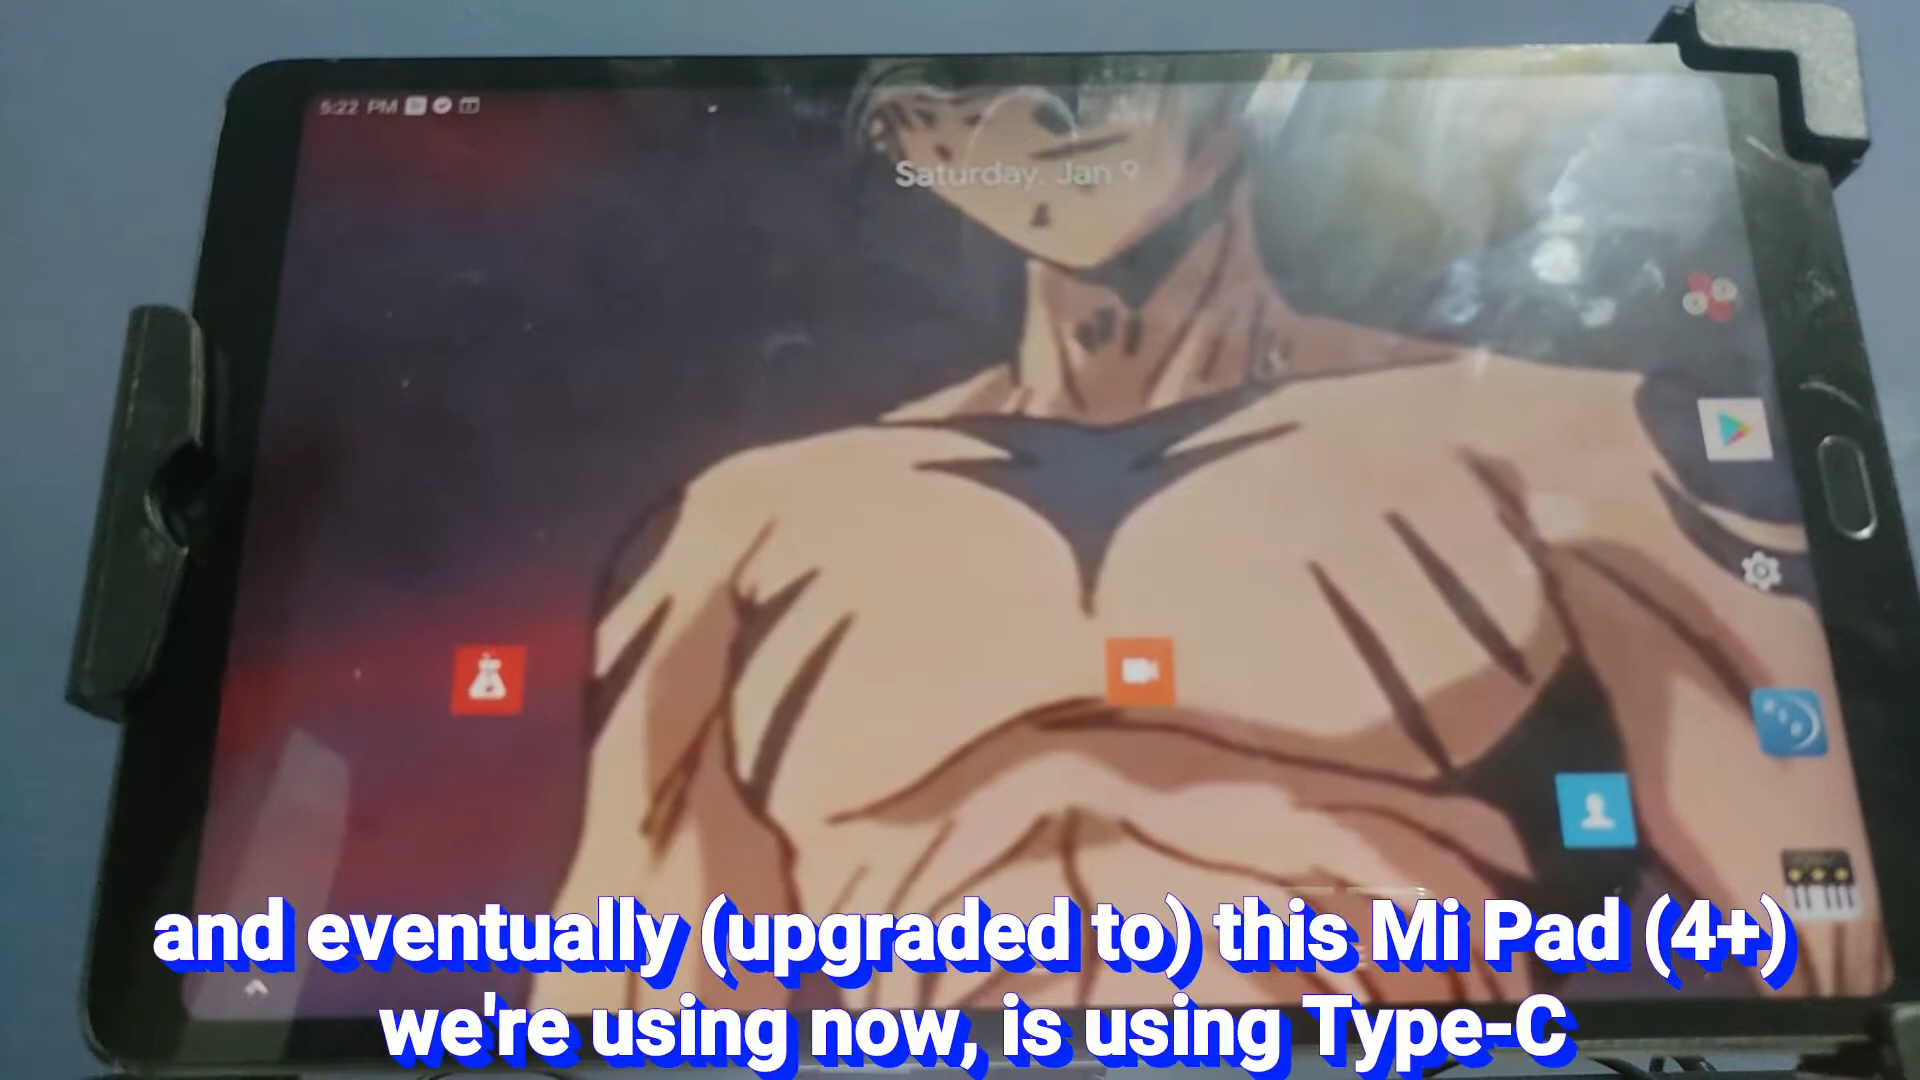 5:22 PM
Saturday, Jan 9
and eventually (upgraded to) this Mi Pad (4+)
we're using now, is using Type-C